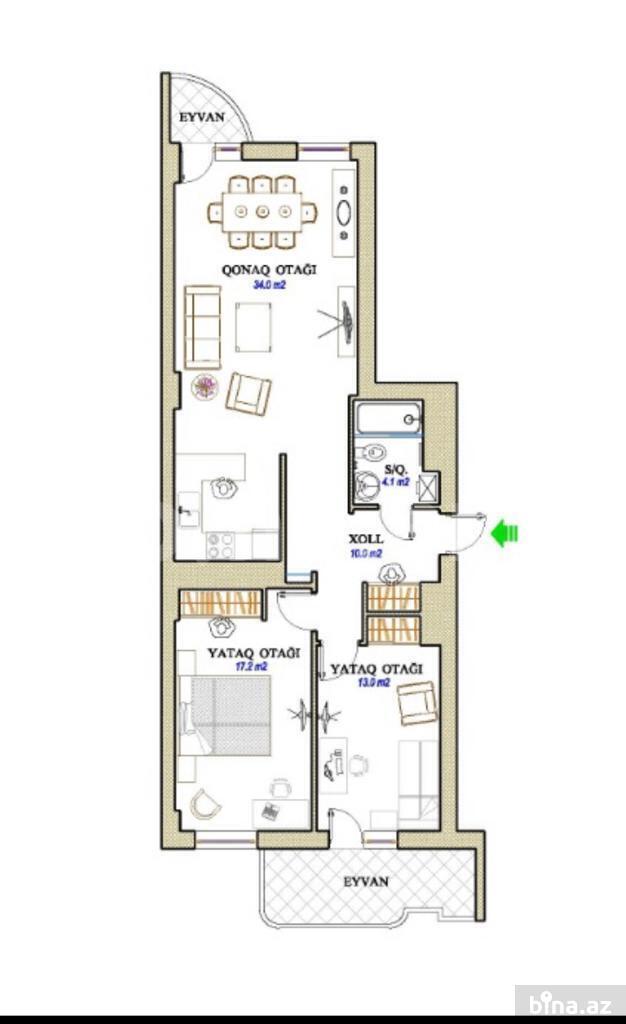 EYVAN
QONAQ OTAĞI
34.0 m2
S/Q.
4.1 m2
XOLL
10.0 m2
YATAQ OTAĞI
17.2 m2
YATAQ OTAĞI
13.0 m2
EYVAN
bina.az